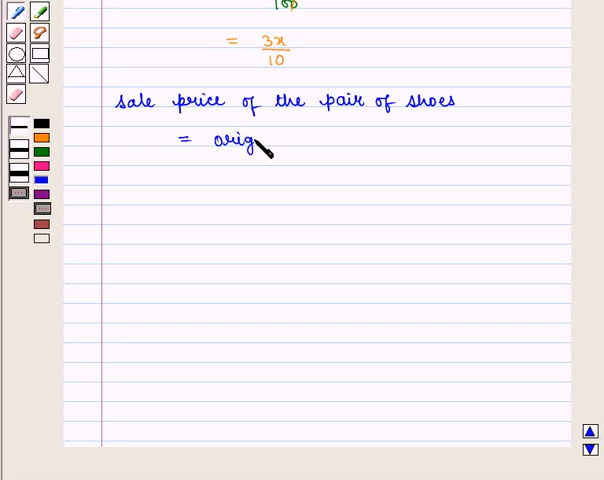 = 3x/10
sale price of the pair of shoes
= orig